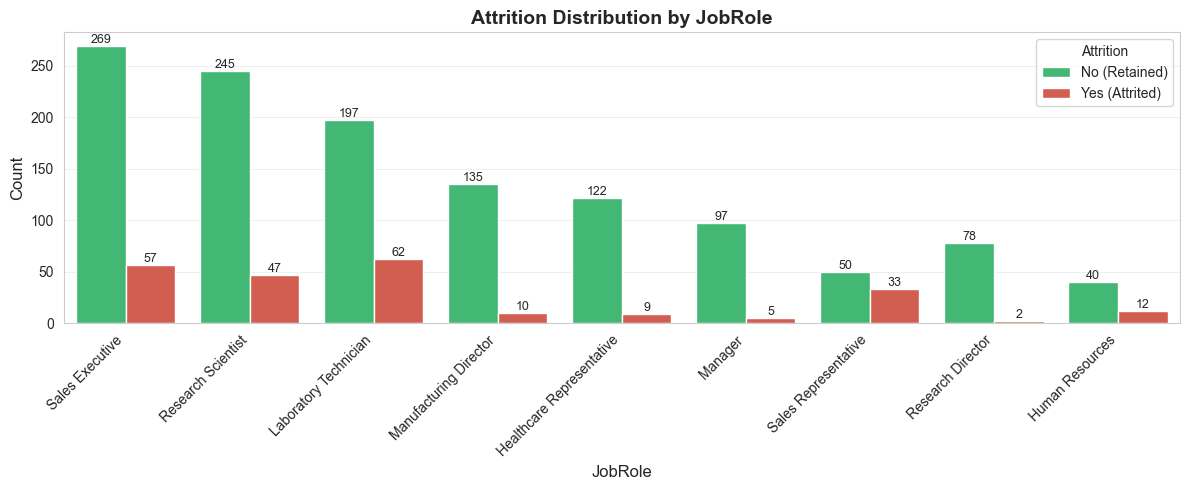 Attrition Distribution by JobRole
Attrition
No (Retained)
Yes (Attrited)
Count
250
200
150
100
50
0
269
57
245
47
197
62
135
10
122
9
97
5
50
33
78
2
40
12
Sales Executive
Research Scientist
Laboratory Technician
Manufacturing Director
Healthcare Representative
Manager
Sales Representative
Research Director
Human Resources
JobRole